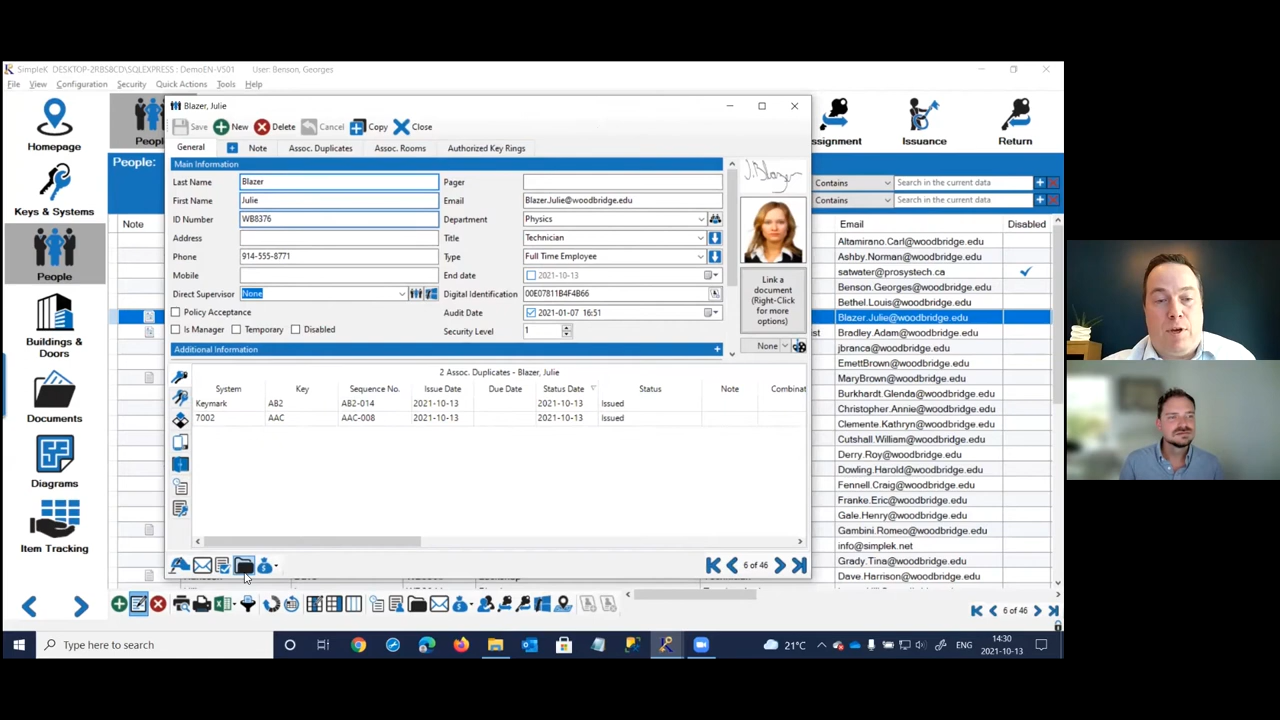 SimpleK DESKTOP-2RBS8CD\SQLEXPRESS : DemoEN-V501 User: Benson, Georges
File View Configuration Security Quick Actions Tools Help
Homepage
Keys & Systems
People
Buildings & Doors
Documents
Diagrams
Item Tracking
Issuance
Return
People:
Contains Search in the current data
Contains Search in the current data
Note
Email Disabled
Altamirano.Carl@woodbridge.edu
Ashby.Norman@woodbridge.edu
satwater@prosystech.ca
Benson.Georges@woodbridge.edu
Bethel.Louis@woodbridge.edu
Blazer.Julie@woodbridge.edu
Bradley.Adam@woodbridge.edu
jbranca@woodbridge.edu
EmettBrown@woodbridge.edu
MaryBrown@woodbridge.edu
Burkhardt.Glenda@woodbridge.edu
Christopher.Annie@woodbridge.edu
Clemente.Kathryn@woodbridge.edu
Cutshall.William@woodbridge.edu
Derry.Roy@woodbridge.edu
Dowling.Harold@woodbridge.edu
Fennell.Craig@woodbridge.edu
Franke.Eric@woodbridge.edu
Gale.Henry@woodbridge.edu
Gambini.Romeo@woodbridge.edu
info@simplek.net
Grady.Tina@woodbridge.edu
Dave.Harrison@woodbridge.edu
Blazer, Julie
Save New Delete Cancel Copy Close
General Note Assoc. Duplicates Assoc. Rooms Authorized Key Rings
Main Information
Last Name Blazer Pager
First Name Julie Email Blazer.Julie@woodbridge.edu
ID Number WB8376 Department Physics
Address Title Technician
Phone 914-555-8771 Type Full Time Employee
Mobile End date 2021-10-13
Direct Supervisor None Digital Identification 00E07811B4F4B66
Policy Acceptance Audit Date 2021-01-07 16:51
Is Manager Temporary Disabled Security Level 1
J.Blazer
Link a
document
(Right-Click
for more
options)
None
Additional Information
2 Assoc. Duplicates - Blazer, Julie
System Key Sequence No. Issue Date Due Date Status Date Status Note Combinat
Keymark AB2 AB2-014 2021-10-13 2021-10-13 Issued
7002 AAC AAC-008 2021-10-13 2021-10-13 Issued
6 of 46
6 of 46
Type here to search
21°C ENG 14:30
2021-10-13